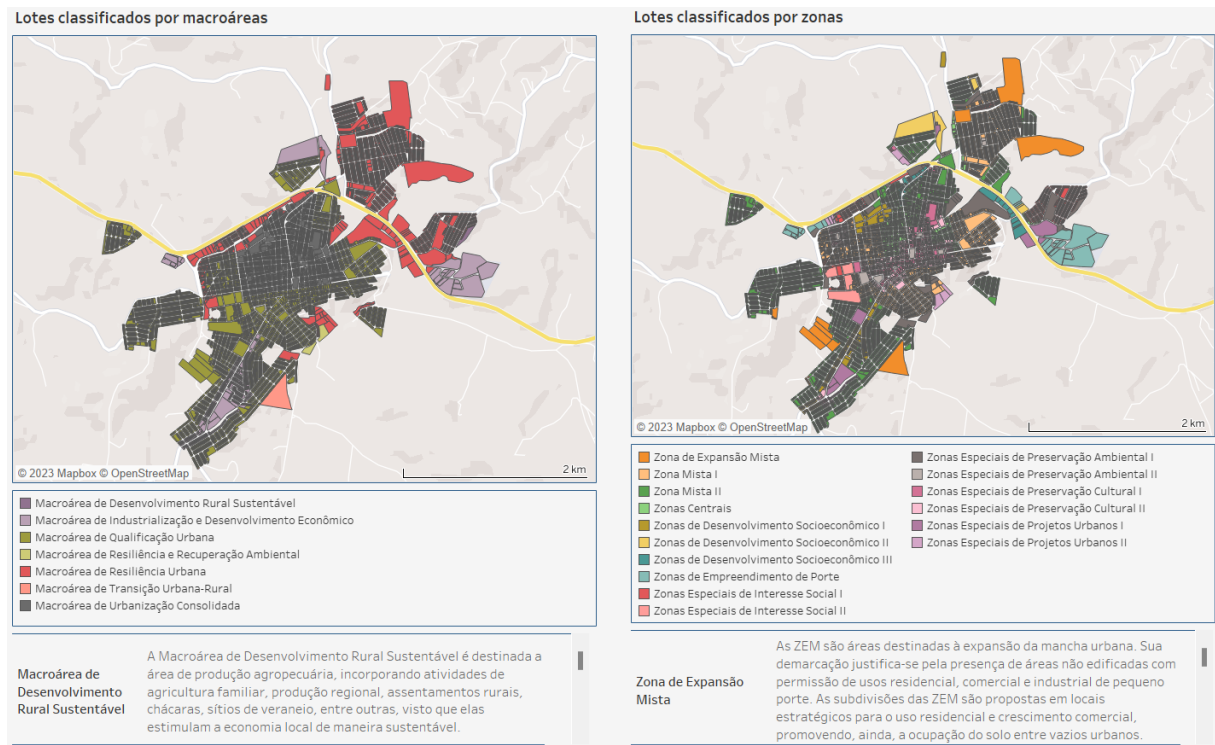 Lotes classificados por macroáreas
© 2023 Mapbox © OpenStreetMap
2 km
Macroárea de Desenvolvimento Rural Sustentável
Macroárea de Industrialização e Desenvolvimento Econômico
Macroárea de Qualificação Urbana
Macroárea de Resiliência e Recuperação Ambiental
Macroárea de Resiliência Urbana
Macroárea de Transição Urbana-Rural
Macroárea de Urbanização Consolidada
Macroárea de
Desenvolvimento
Rural Sustentável
A Macroárea de Desenvolvimento Rural Sustentável é destinada a
área de produção agropecuária, incorporando atividades de
agricultura familiar, produção regional, assentamentos rurais,
chácaras, sítios de veraneio, entre outras, visto que elas
estimulam a economia local de maneira sustentável.
Lotes classificados por zonas
© 2023 Mapbox © OpenStreetMap
2 km
Zona de Expansão Mista
Zona Mista I
Zona Mista II
Zonas Centrais
Zonas de Desenvolvimento Socioeconômico I
Zonas de Desenvolvimento Socioeconômico II
Zonas de Desenvolvimento Socioeconômico III
Zonas de Empreendimento de Porte
Zonas Especiais de Interesse Social I
Zonas Especiais de Interesse Social II
Zonas Especiais de Preservação Ambiental I
Zonas Especiais de Preservação Ambiental II
Zonas Especiais de Preservação Cultural I
Zonas Especiais de Preservação Cultural II
Zonas Especiais de Projetos Urbanos I
Zonas Especiais de Projetos Urbanos II
Zona de Expansão
Mista
As ZEM são áreas destinadas à expansão da mancha urbana. Sua
demarcação justifica-se pela presença de áreas não edificadas com
permissão de usos residencial, comercial e industrial de pequeno
porte. As subdivisões das ZEM são propostas em locais
estratégicos para o uso residencial e crescimento comercial,
promovendo, ainda, a ocupação do solo entre vazios urbanos.